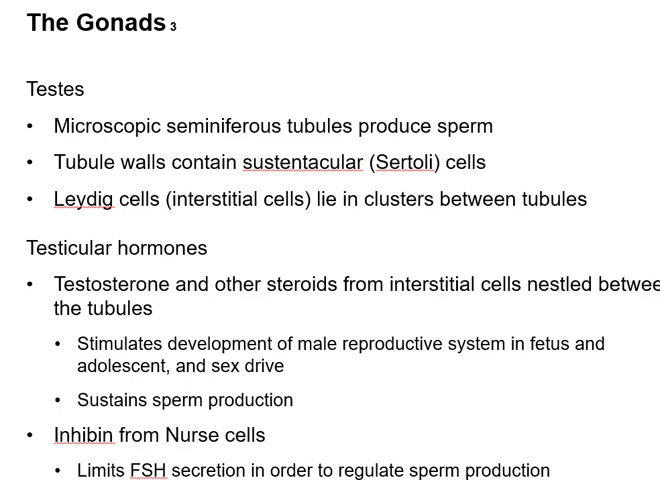 The Gonads 3
Testes
• Microscopic seminiferous tubules produce sperm
• Tubule walls contain sustentacular (Sertoli) cells
• Leydig cells (interstitial cells) lie in clusters between tubules
Testicular hormones
• Testosterone and other steroids from interstitial cells nestled betwee
the tubules
• Stimulates development of male reproductive system in fetus and
adolescent, and sex drive
• Sustains sperm production
• Inhibin from Nurse cells
• Limits FSH secretion in order to regulate sperm production